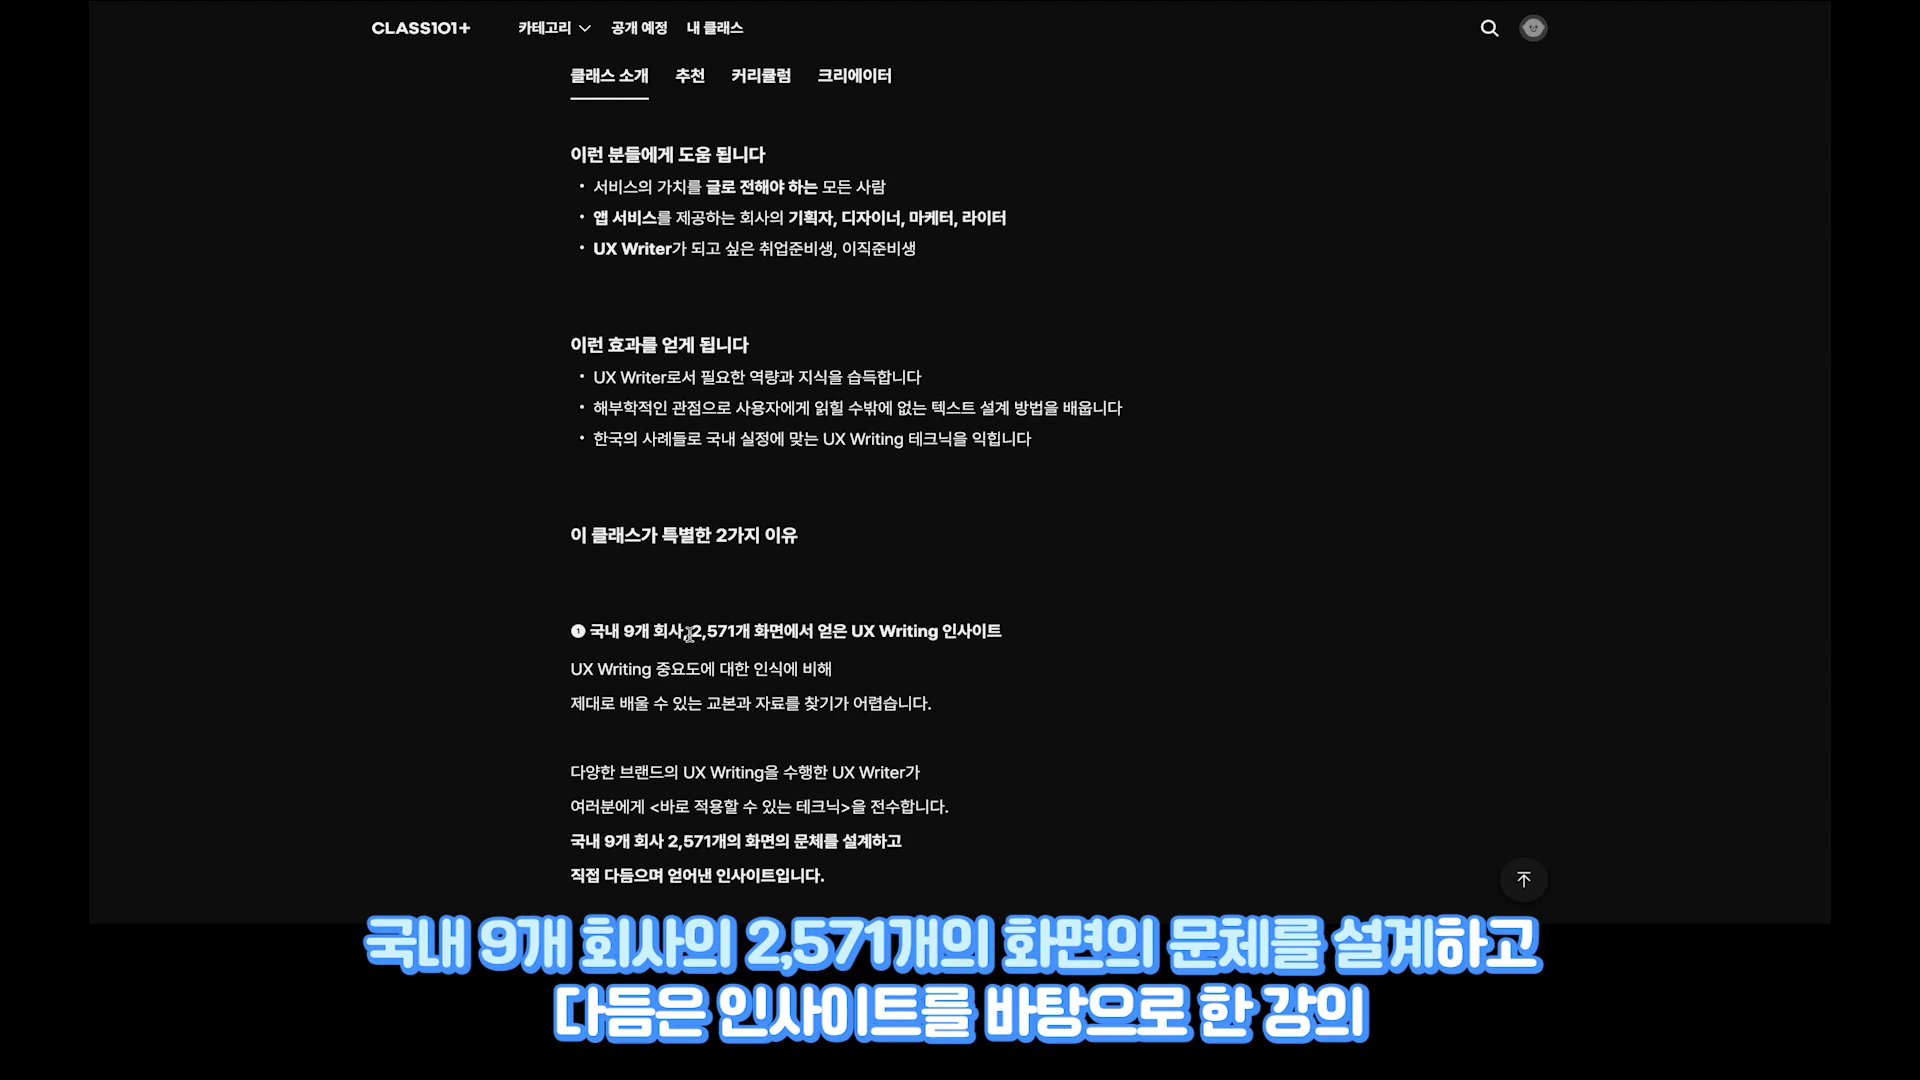 CLASS101+ 카테고리 공개 예정 내 클래스
클래스 소개 추천 커리큘럼 크리에이터
이런 분들에게 도움 됩니다
• 서비스의 가치를 글로 전해야 하는 모든 사람
• 앱 서비스를 제공하는 회사의 기획자, 디자이너, 마케터, 라이터
• UX Writer가 되고 싶은 취업준비생, 이직준비생
이런 효과를 얻게 됩니다
• UX Writer로서 필요한 역량과 지식을 습득합니다
• 해부학적인 관점으로 사용자에게 읽힐 수밖에 없는 텍스트 설계 방법을 배웁니다
• 한국의 사례들로 국내 실정에 맞는 UX Writing 테크닉을 익힙니다
이 클래스가 특별한 2가지 이유
❶ 국내 9개 회사, 2,571개 화면에서 얻은 UX Writing 인사이트
UX Writing 중요도에 대한 인식에 비해
제대로 배울 수 있는 교본과 자료를 찾기가 어렵습니다.
다양한 브랜드의 UX Writing을 수행한 UX Writer가
여러분에게 <바로 적용할 수 있는 테크닉>을 전수합니다.
국내 9개 회사 2,571개의 화면의 문체를 설계하고
직접 다듬으며 얻어낸 인사이트입니다.
국내 9개 회사의 2,571개의 화면의 문체를 설계하고
다듬은 인사이트를 바탕으로 한 강의